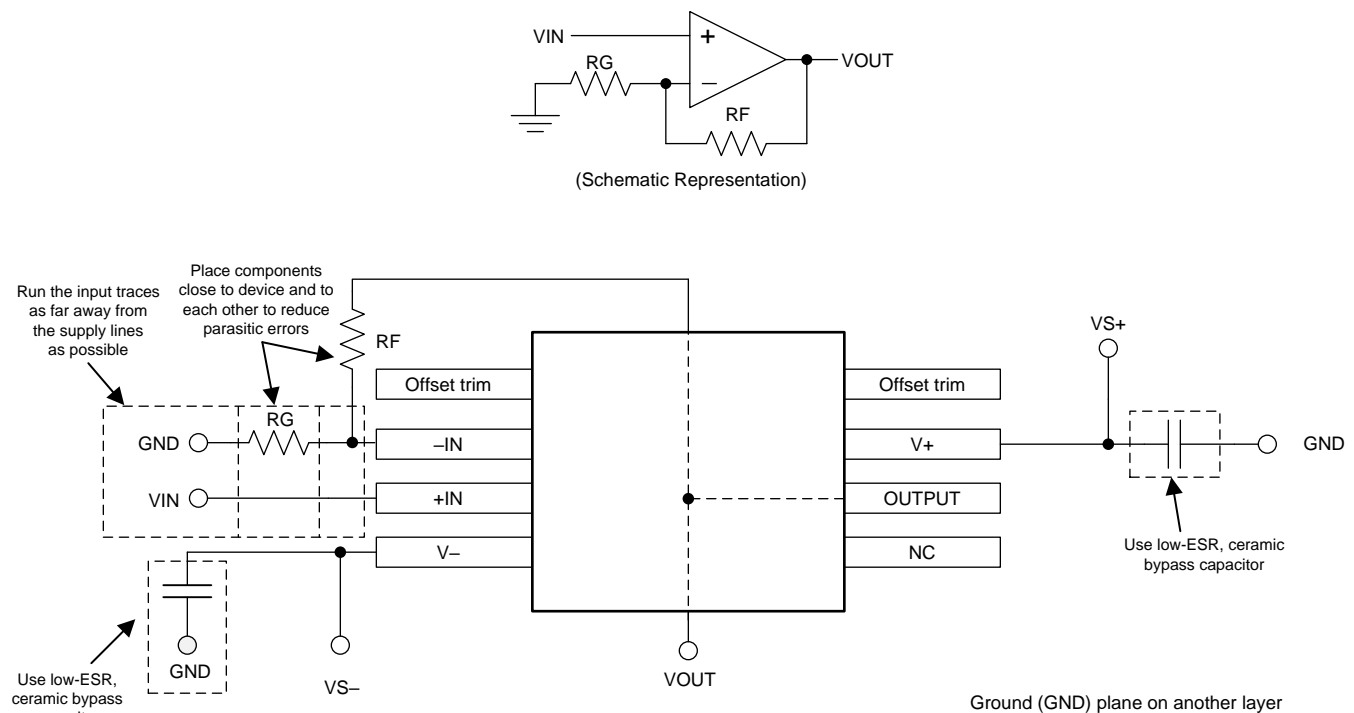 VIN
+
RG
–
VOUT
RF
(Schematic Representation)
Run the input traces
as far away from
the supply lines
as possible
Place components
close to device and to
each other to reduce
parasitic errors
RF
VS+
Offset trim
Offset trim
RG
GND
–IN
V+
GND
VIN
+IN
OUTPUT
V–
NC
Use low-ESR, ceramic
bypass capacitor
GND
VS–
VOUT
Use low-ESR,
ceramic bypass
Ground (GND) plane on another layer